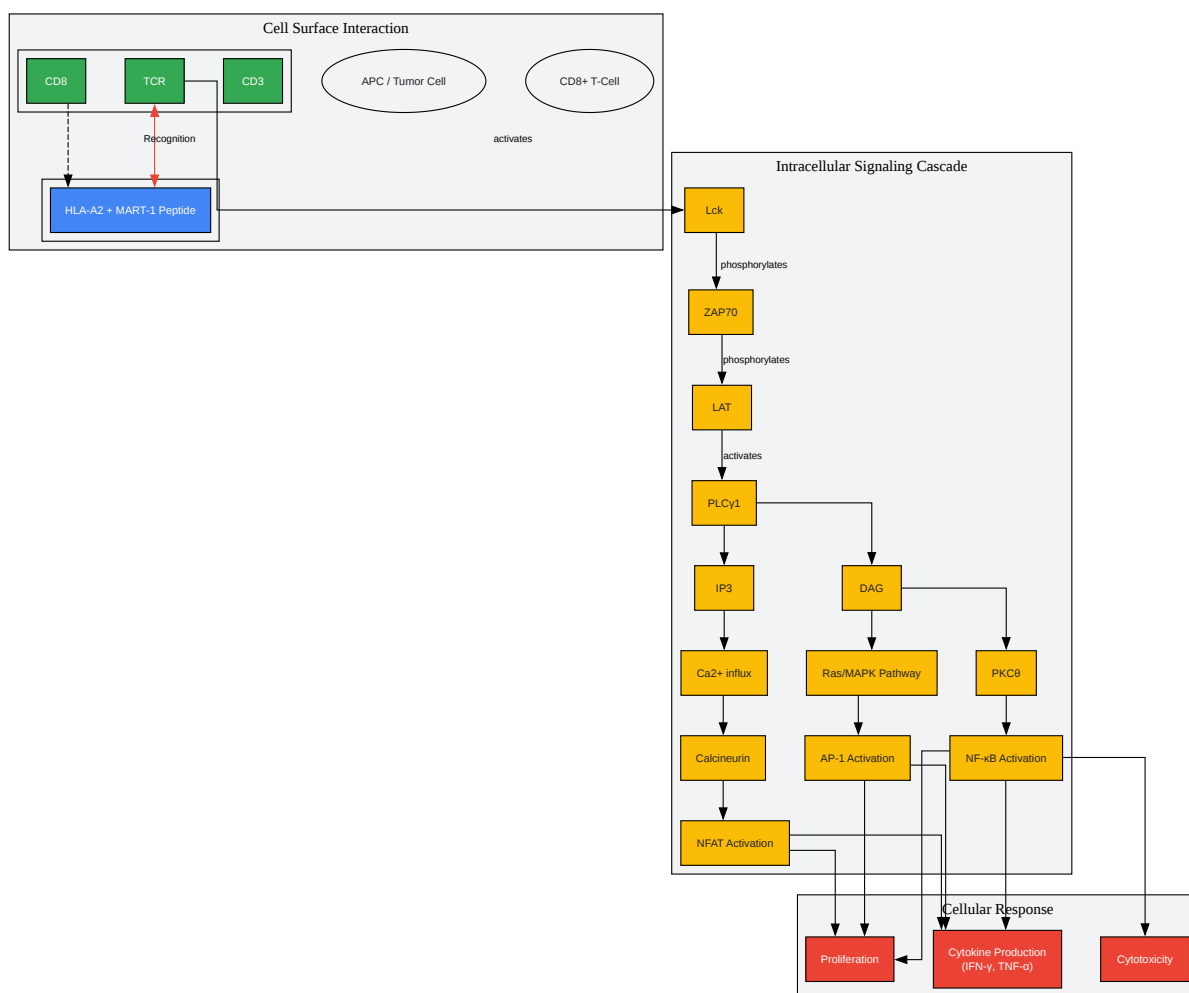 Cell Surface Interaction
CD8
TCR
CD3
APC / Tumor Cell
CD8+ T-Cell
Recognition
activates
HLA-A2 + MART-1 Peptide
Intracellular Signaling Cascade
Lck
phosphorylates
ZAP70
phosphorylates
LAT
activates
PLCγ1
IP3
DAG
Ca2+ influx
Ras/MAPK Pathway
PKCθ
Calcineurin
AP-1 Activation
NF-κB Activation
NFAT Activation
Cellular Response
Proliferation
Cytokine Production
(IFN-γ, TNF-α)
Cytotoxicity